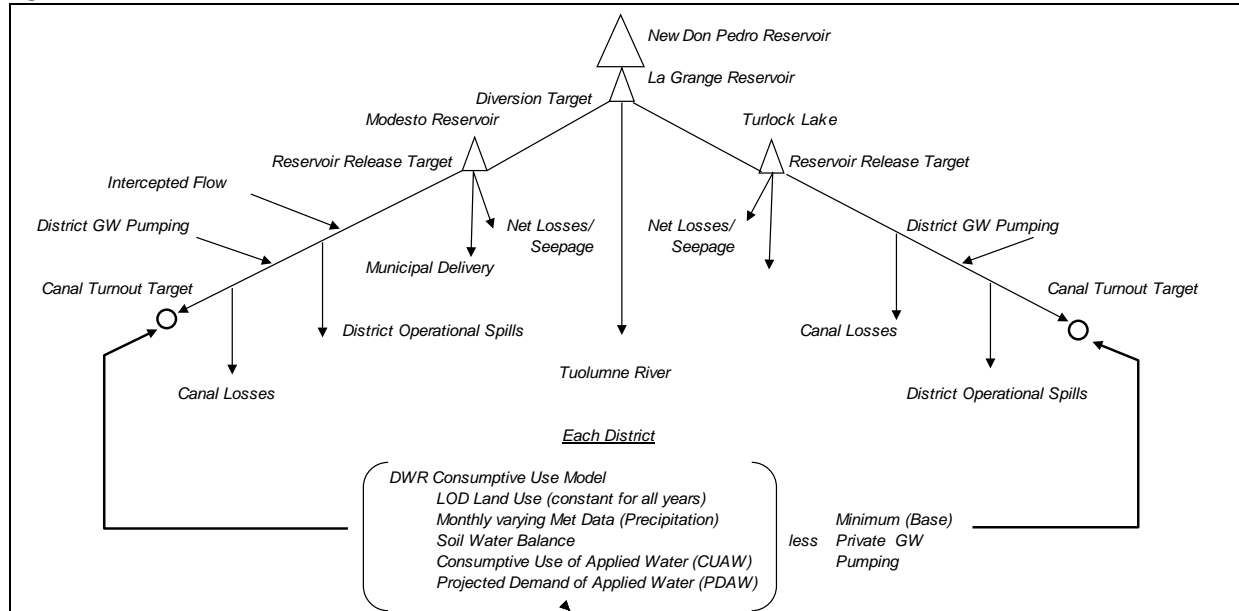 New Don Pedro Reservoir
La Grange Reservoir
Diversion Target
Modesto Reservoir
Turlock Lake
Reservoir Release Target
Reservoir Release Target
Intercepted Flow
District GW Pumping
Net Losses/
Seepage
Net Losses/
Seepage
District GW Pumping
Municipal Delivery
Canal Turnout Target
Canal Turnout Target
District Operational Spills
Canal Losses
Tuolumne River
Canal Losses
District Operational Spills
Each District
DWR Consumptive Use Model
LOD Land Use (constant for all years)
Monthly varying Met Data (Precipitation)
Soil Water Balance
Consumptive Use of Applied Water (CUAW)
Projected Demand of Applied Water (PDAW)
less
Minimum (Base)
Private GW
Pumping